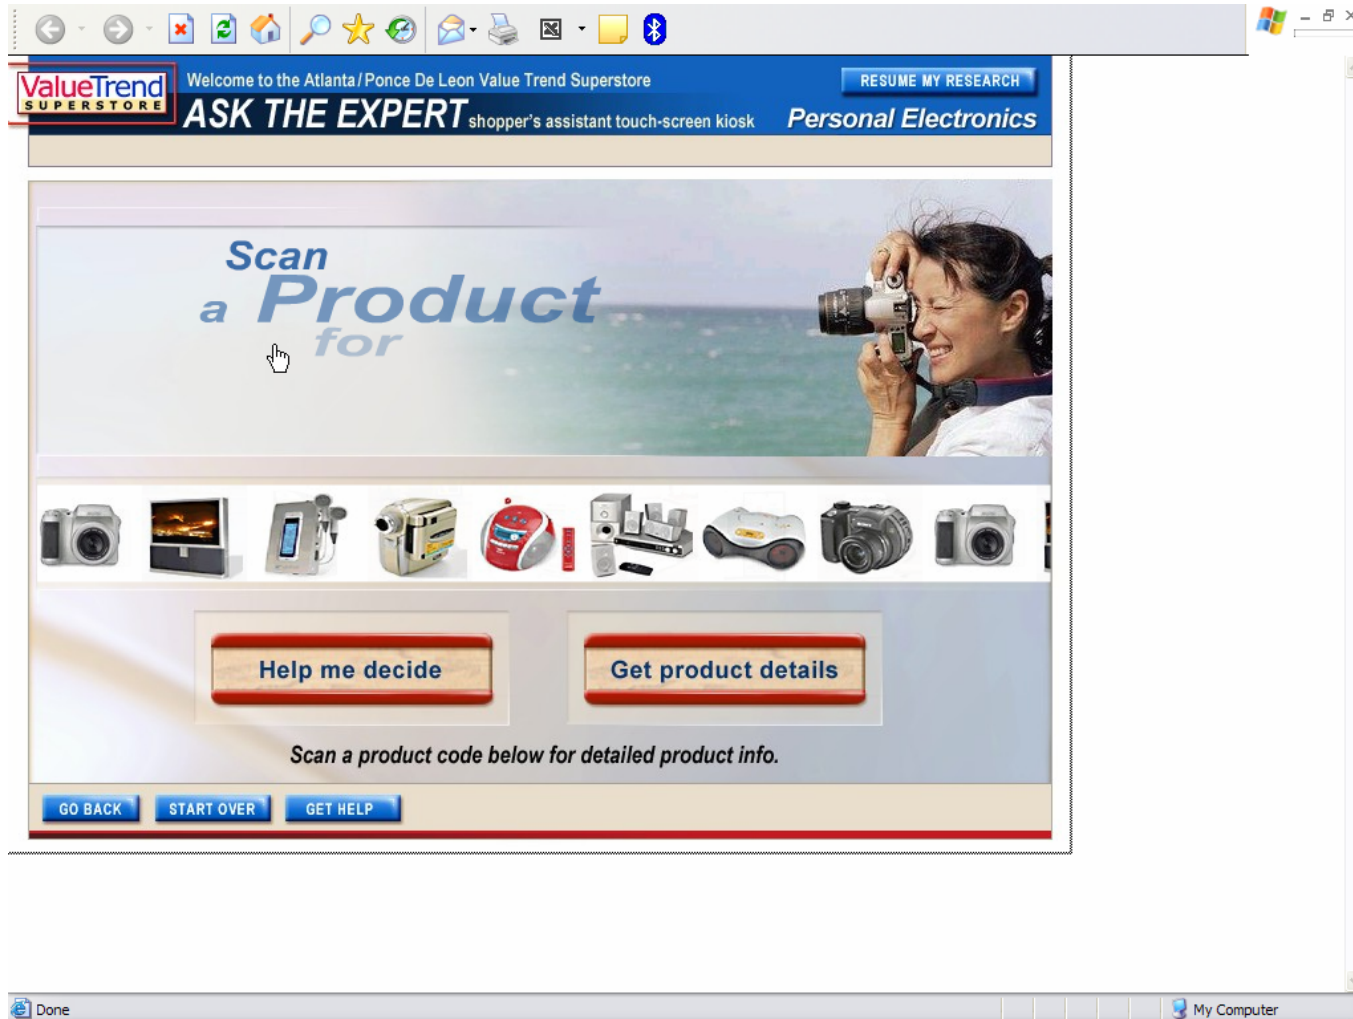 ValueTrend
SUPERSTORE
Welcome to the Atlanta/Ponce De Leon Value Trend Superstore
RESUME MY RESEARCH
ASK THE EXPERT shopper's assistant touch-screen kiosk
Personal Electronics
Scan
a Product
for
Help me decide
Get product details
Scan a product code below for detailed product info.
GO BACK
START OVER
GET HELP
Done
My Computer